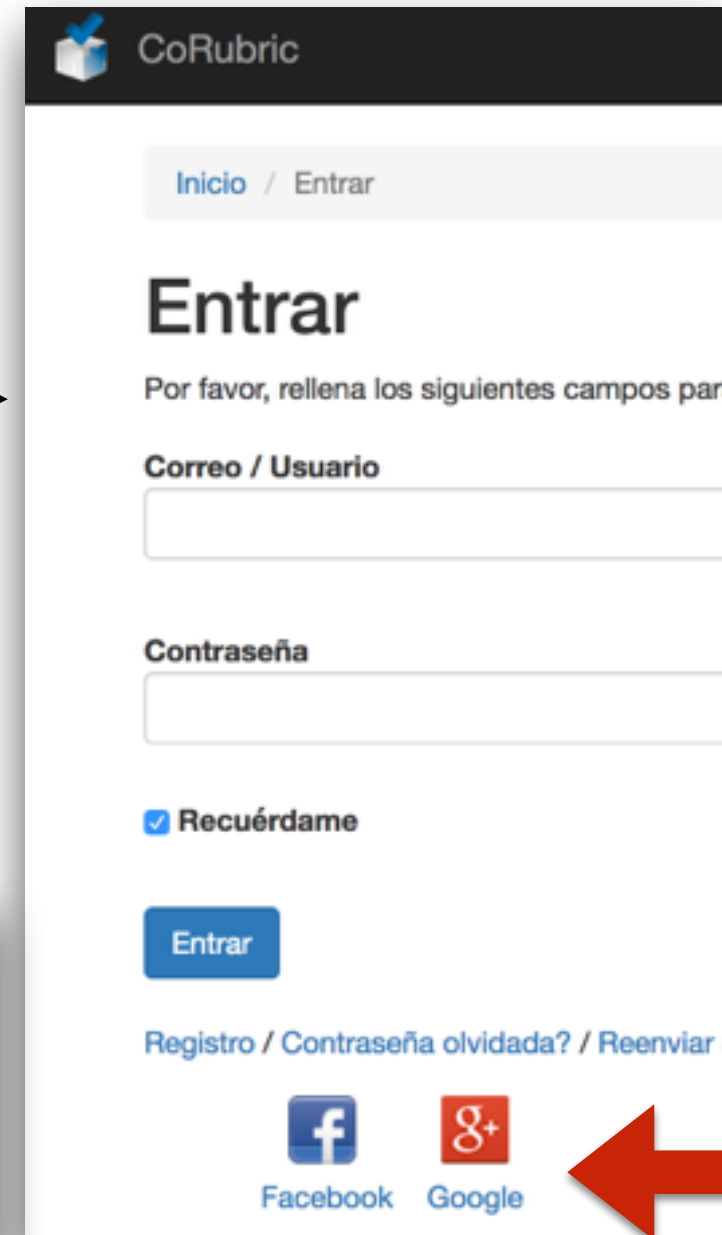 CoRubric
Inicio / Entrar
Entrar
Por favor, rellena los siguientes campos par
Correo / Usuario
Contraseña
Recuérdame
Entrar
Registro / Contraseña olvidada? / Reenviar
f g+
Facebook Google